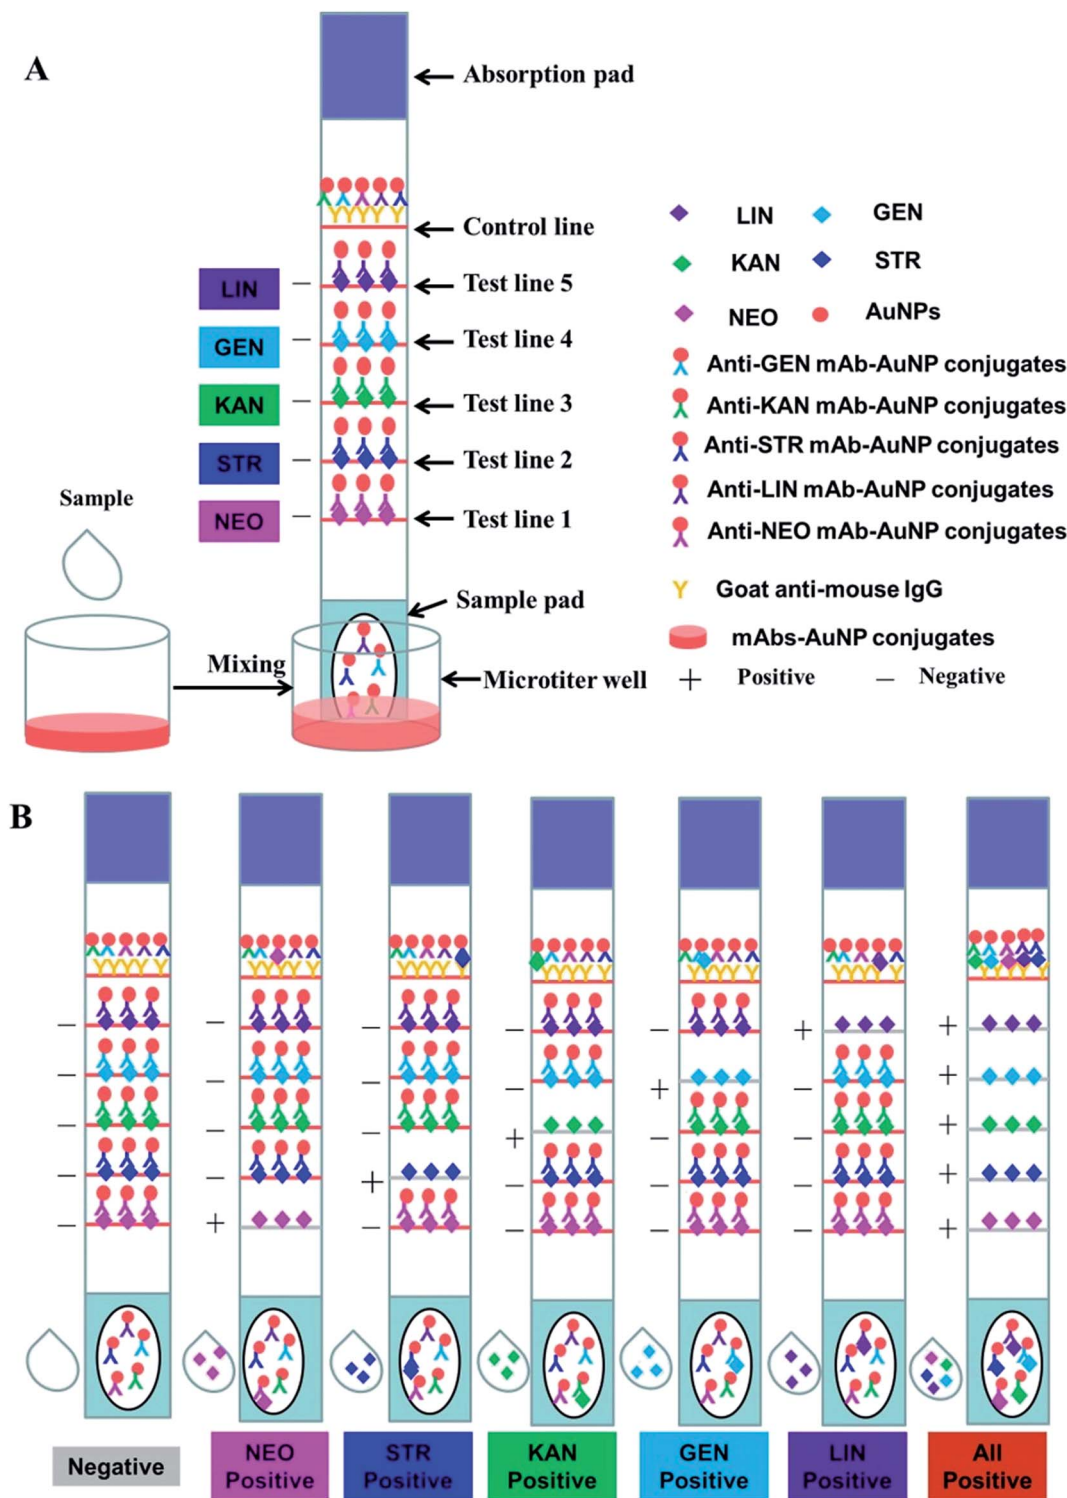 A
Absorption pad
Control line
LIN
Test line 5
GEN
Test line 4
KAN
Test line 3
STR
Test line 2
NEO
Test line 1
Sample
Sample pad
Mixing
Microtiter well
LIN
GEN
KAN
STR
NEO
AuNPs
Anti-GEN mAb-AuNP conjugates
Anti-KAN mAb-AuNP conjugates
Anti-STR mAb-AuNP conjugates
Anti-LIN mAb-AuNP conjugates
Anti-NEO mAb-AuNP conjugates
Goat anti-mouse IgG
mAbs-AuNP conjugates
+ Positive − Negative
B
Negative
NEO
Positive
STR
Positive
KAN
Positive
GEN
Positive
LIN
Positive
All
Positive